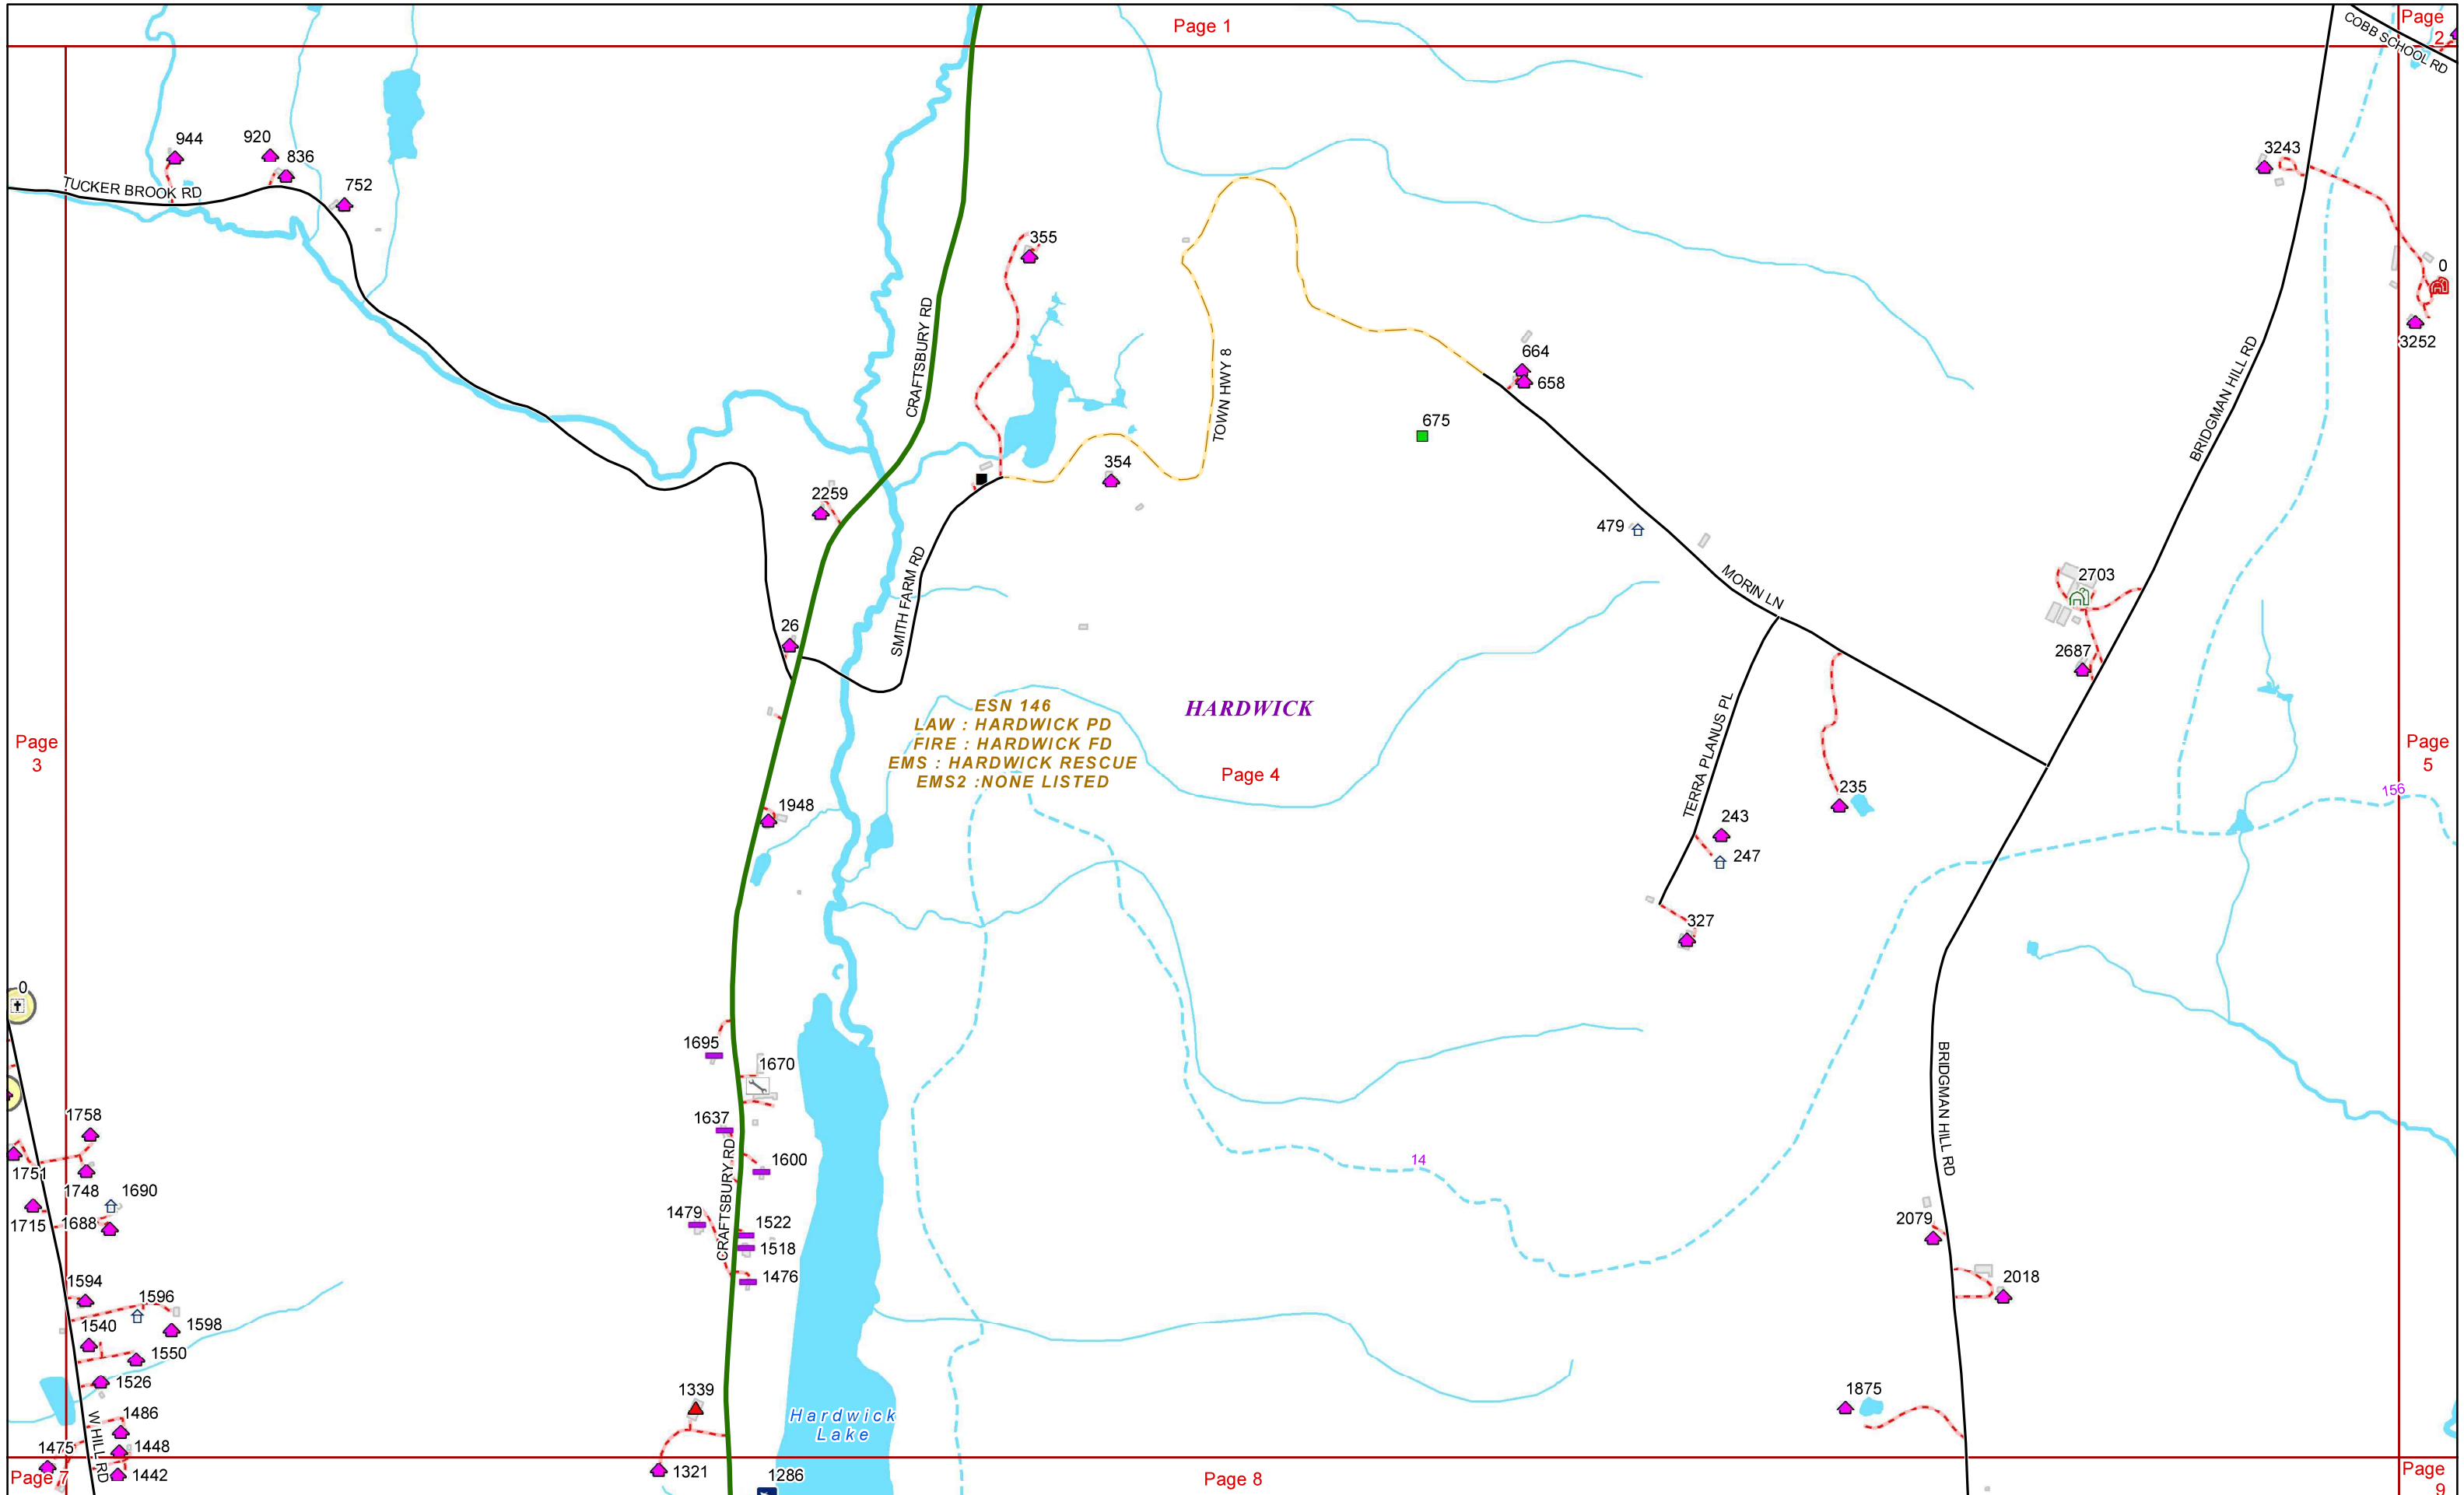 Page 1
Page
2
COBB SCHOOL RD
944
920
836
752
TUCKER BROOK RD
3243
355
0
3252
CRAFTSBURY RD
TOWN HWY 8
664
658
675
BRIDGMAN HILL RD
354
2259
479
SMITH FARM RD
MORIN LN
2703
26
2687
ESN 146
LAW : HARDWICK PD
FIRE : HARDWICK FD
EMS : HARDWICK RESCUE
EMS2 :NONE LISTED
HARDWICK
Page 4
Page
3
Page
5
TERRA PLANUS PL
235
156
1948
243
247
327
0
1695
1670
BRIDGMAN HILL RD
1758
1637
CRAFTSBURY RD
1600
14
1751
1748
1690
1715
1688
1479
1522
1518
1476
2079
2018
1594
1596
1540
1598
1550
1526
1339
1875
1486
W HILL RD
Hardwick
Lake
1475
1448
1442
1321
1286
Page 7
Page 8
Page
9